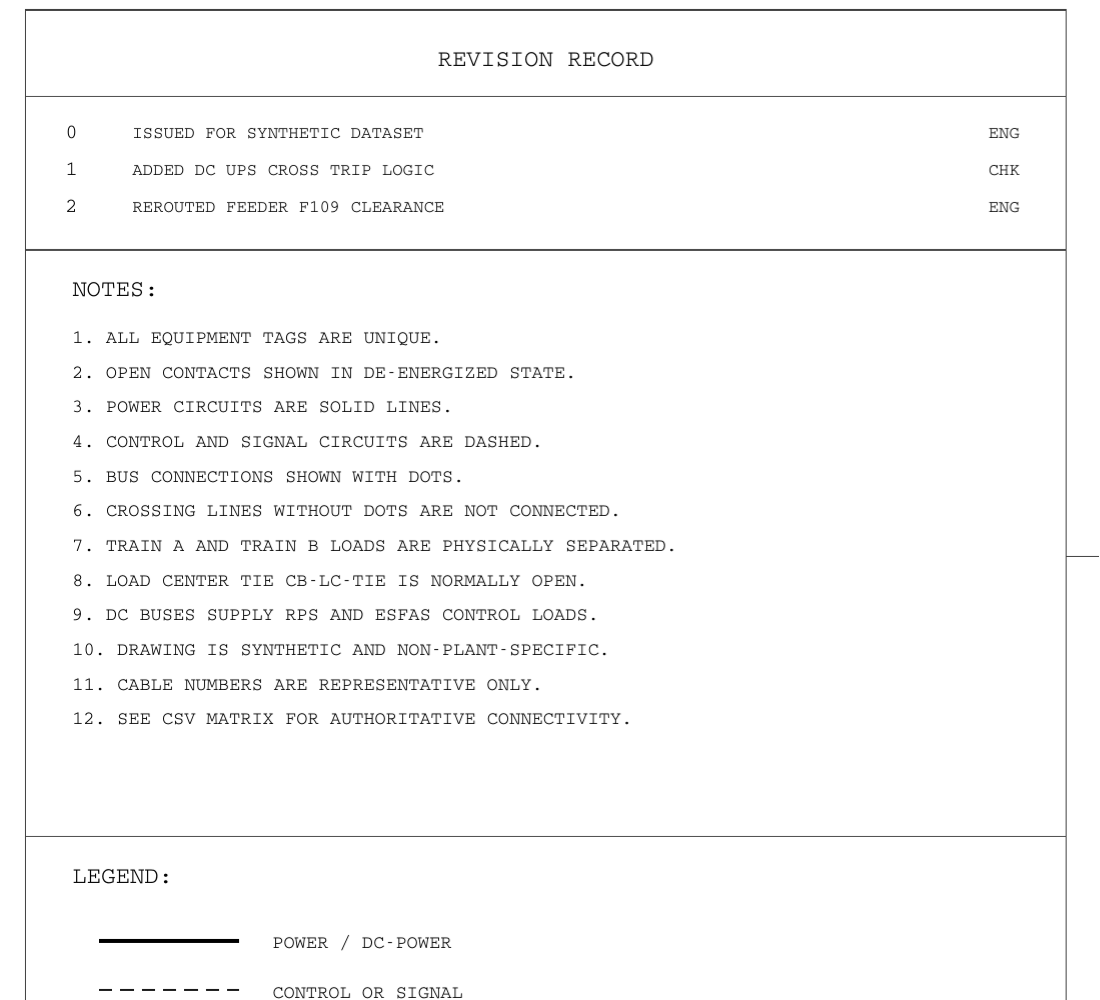 REVISION RECORD
0 ISSUED FOR SYNTHETIC DATASET ENG
1 ADDED DC UPS CROSS TRIP LOGIC CHK
2 REROUTED FEEDER F109 CLEARANCE ENG
NOTES:
1. ALL EQUIPMENT TAGS ARE UNIQUE.
2. OPEN CONTACTS SHOWN IN DE-ENERGIZED STATE.
3. POWER CIRCUITS ARE SOLID LINES.
4. CONTROL AND SIGNAL CIRCUITS ARE DASHED.
5. BUS CONNECTIONS SHOWN WITH DOTS.
6. CROSSING LINES WITHOUT DOTS ARE NOT CONNECTED.
7. TRAIN A AND TRAIN B LOADS ARE PHYSICALLY SEPARATED.
8. LOAD CENTER TIE CB-LC-TIE IS NORMALLY OPEN.
9. DC BUSES SUPPLY RPS AND ESFAS CONTROL LOADS.
10. DRAWING IS SYNTHETIC AND NON-PLANT-SPECIFIC.
11. CABLE NUMBERS ARE REPRESENTATIVE ONLY.
12. SEE CSV MATRIX FOR AUTHORITATIVE CONNECTIVITY.
LEGEND:
POWER / DC-POWER
CONTROL OR SIGNAL